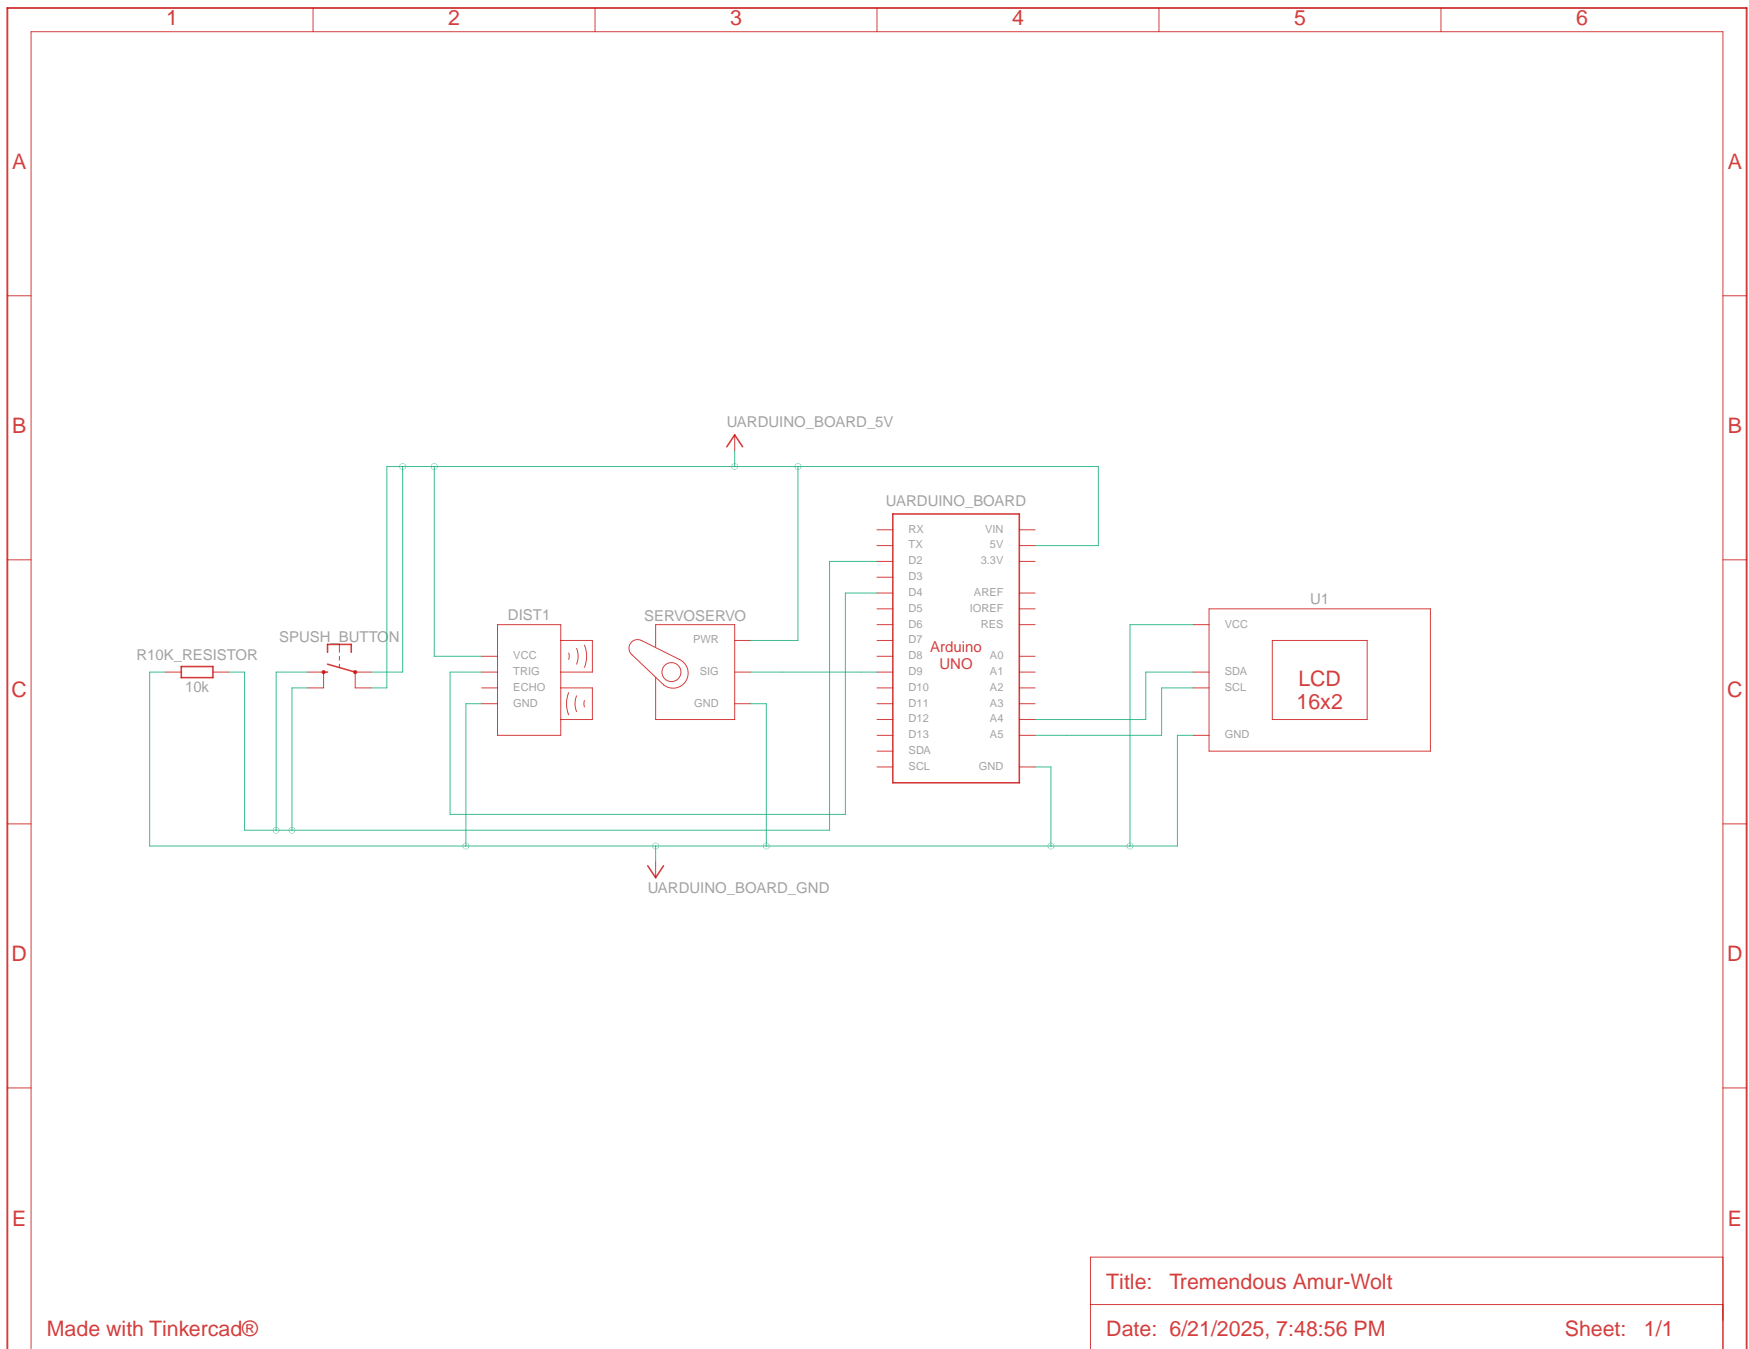 1 2 3 4 5 6
A A
B B
UARDUINO_BOARD_5V
UARDUINO_BOARD
RX VIN
TX 5V
D2 3.3V
D3
D4 AREF
D5 IOREF
D6 RES
D7
D8 A0
D9 A1
D10 A2
D11 A3
D12 A4
D13 A5
SDA
SCL GND
Arduino
UNO
DIST1
VCC
TRIG
ECHO
GND
SERVOSERVO
PWR
SIG
GND
SPUSH_BUTTON
R10K_RESISTOR
10k
U1
VCC
SDA
SCL
GND
LCD
16x2
C C
UARDUINO_BOARD_GND
D D
E E
Title: Tremendous Amur-Wolt
Made with Tinkercad®
Date: 6/21/2025, 7:48:56 PM Sheet: 1/1